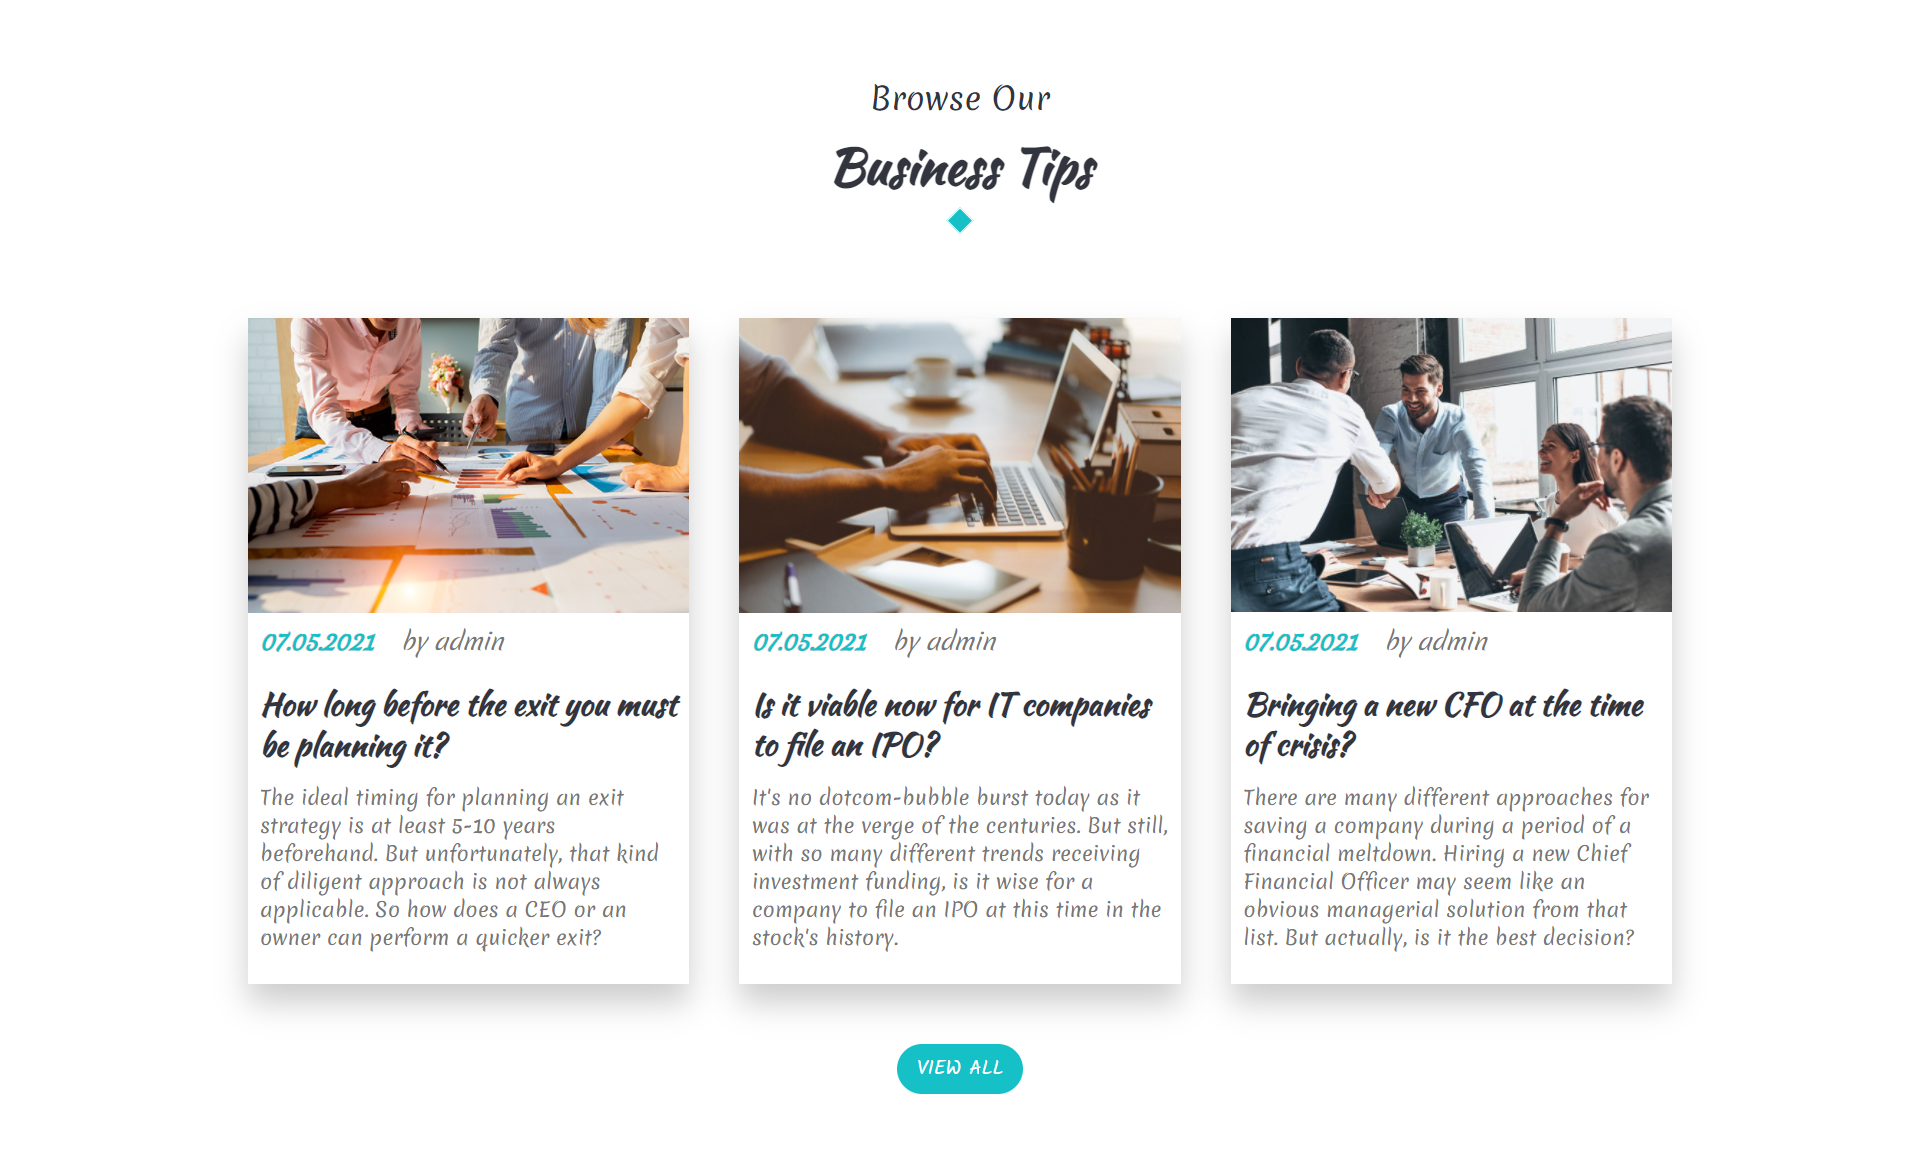 Browse Our
Business Tips
07.05.2021 by admin
How long before the exit you must
be planning it?
The ideal timing for planning an exit
strategy is at least 5-10 years
beforehand. But unfortunately, that kind
of diligent approach is not always
applicable. So how does a CEO or an
owner can perform a quicker exit?
07.05.2021 by admin
Is it viable now for IT companies
to file an IPO?
It's no dotcom-bubble burst today as it
was at the verge of the centuries. But still,
with so many different trends receiving
investment funding, is it wise for a
company to file an IPO at this time in the
stock's history.
07.05.2021 by admin
Bringing a new CFO at the time
of crisis?
There are many different approaches for
saving a company during a period of a
financial meltdown. Hiring a new Chief
Financial Officer may seem like an
obvious managerial solution from that
list. But actually, is it the best decision?
VIEW ALL